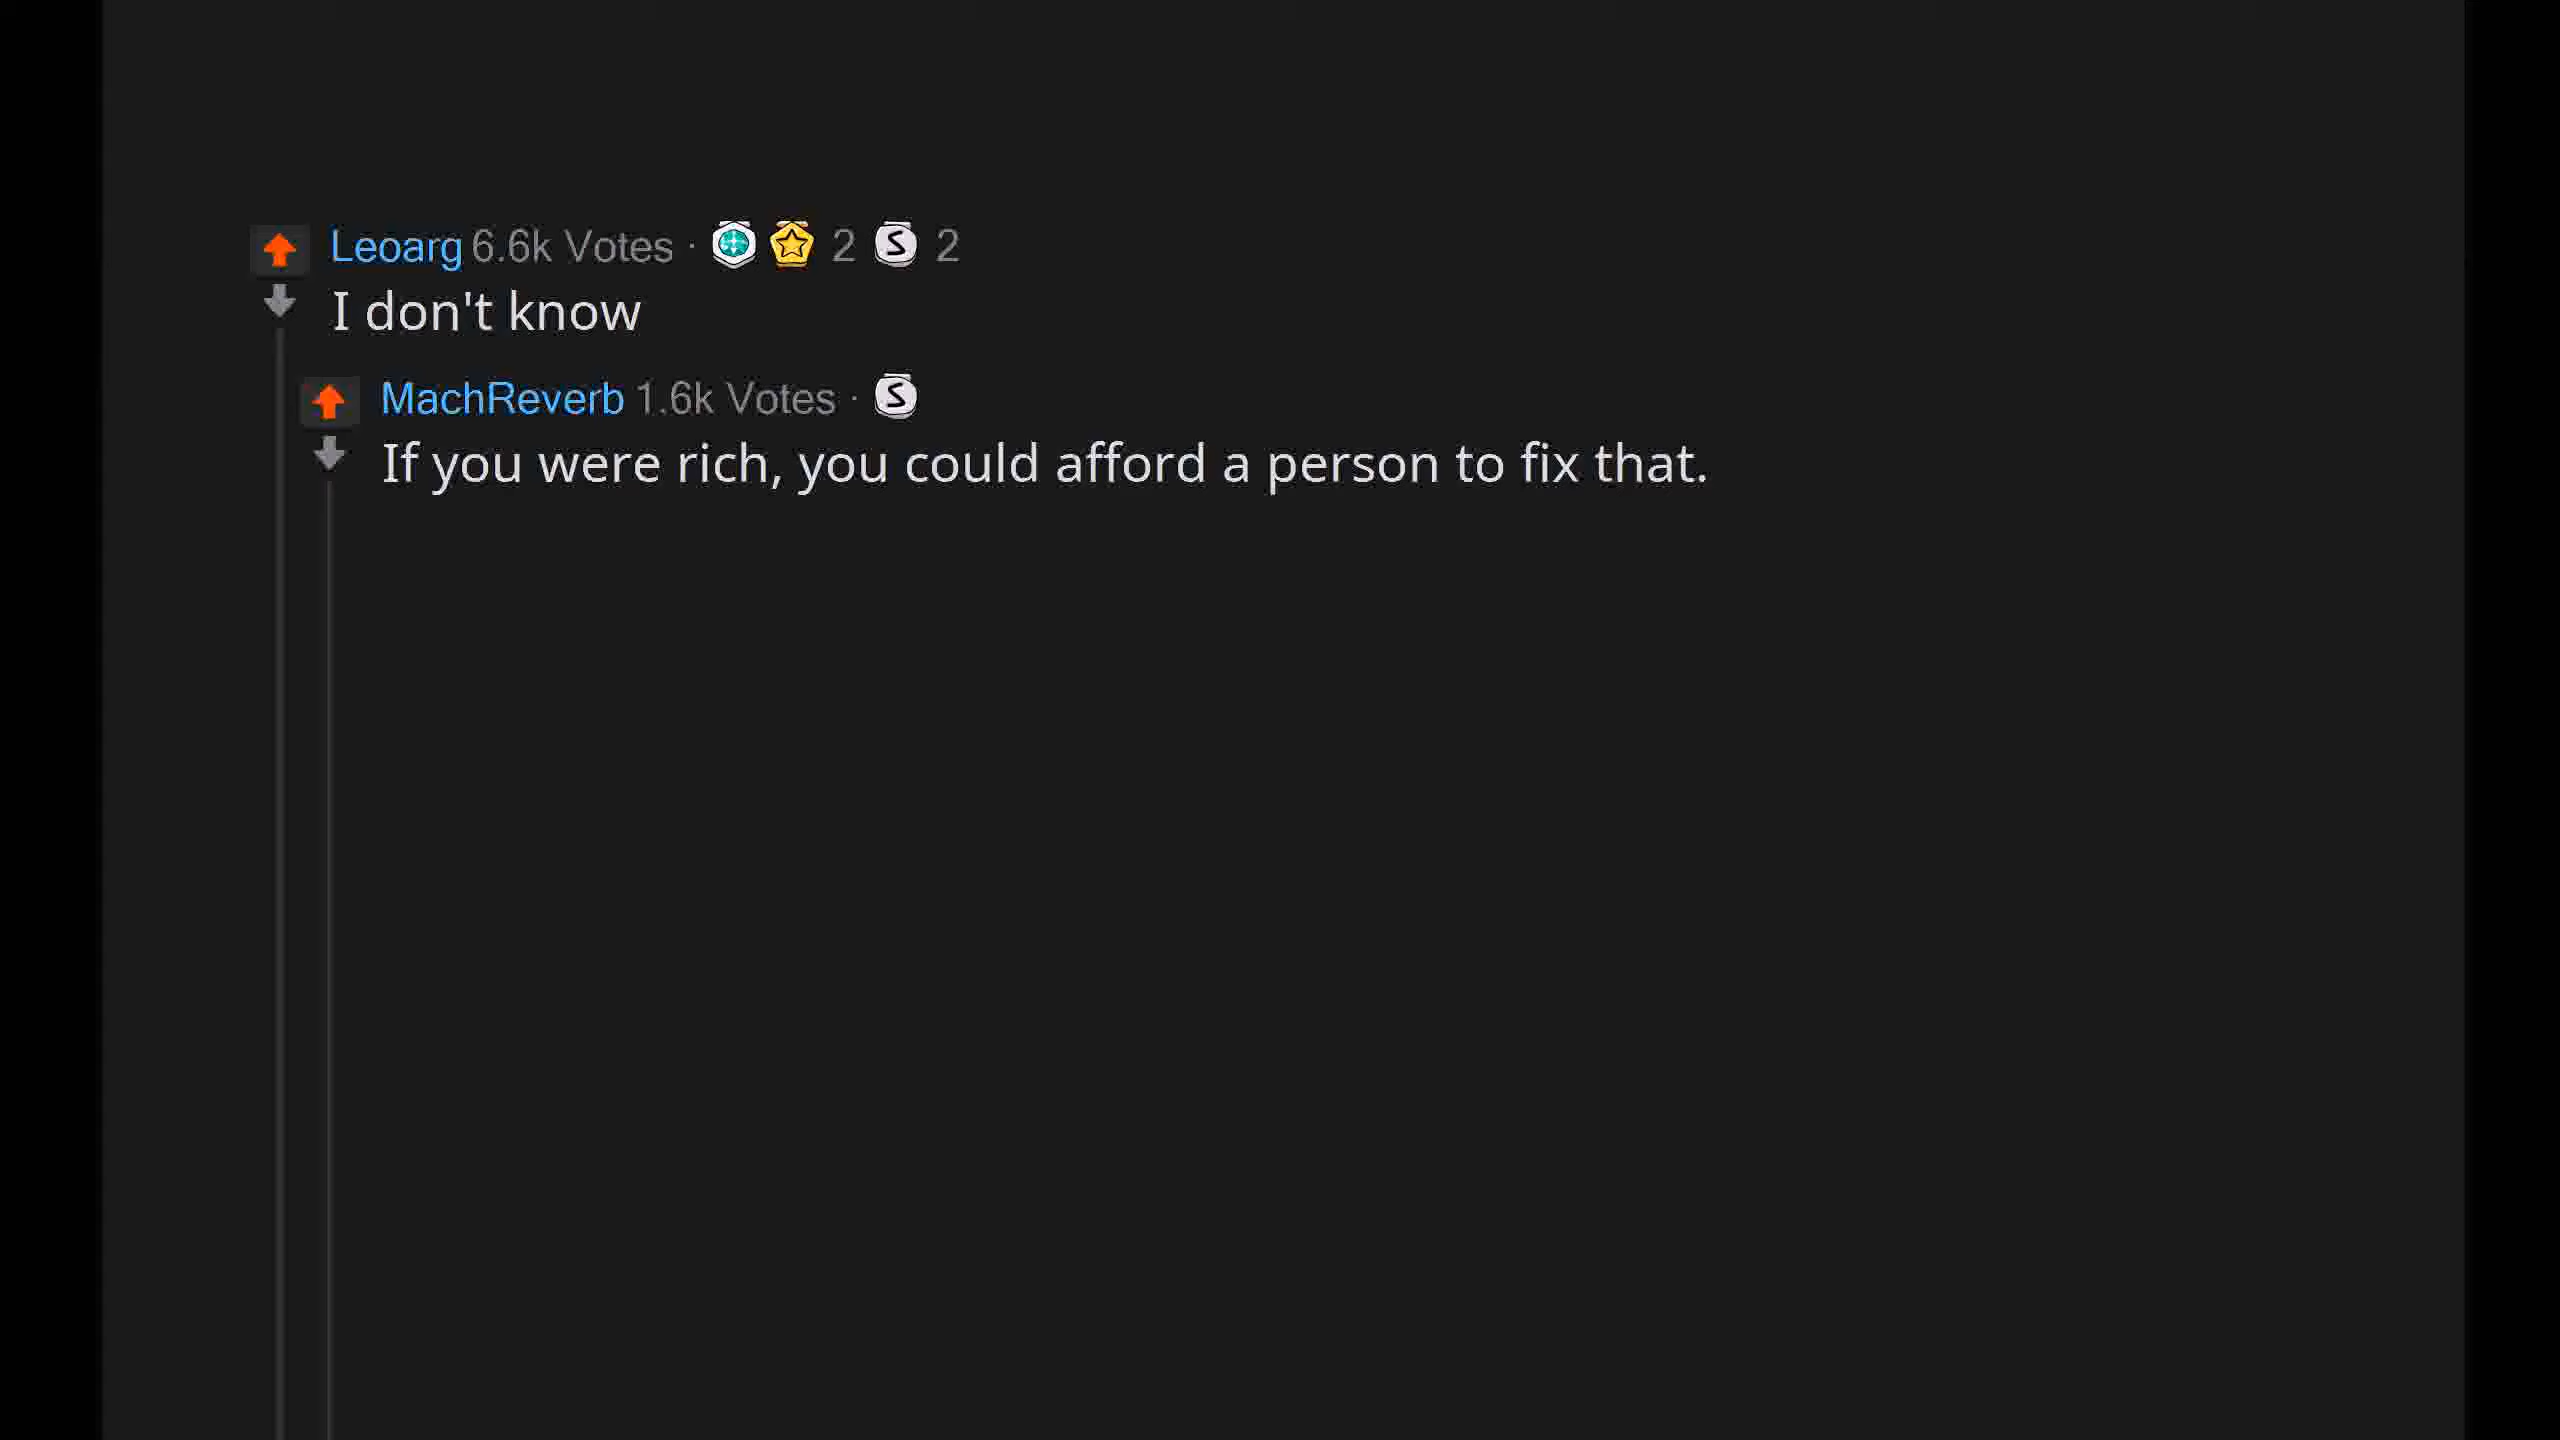 Leoarg 6.6k Votes · 2 S 2
I don't know
MachReverb 1.6k Votes · S
If you were rich, you could afford a person to fix that.